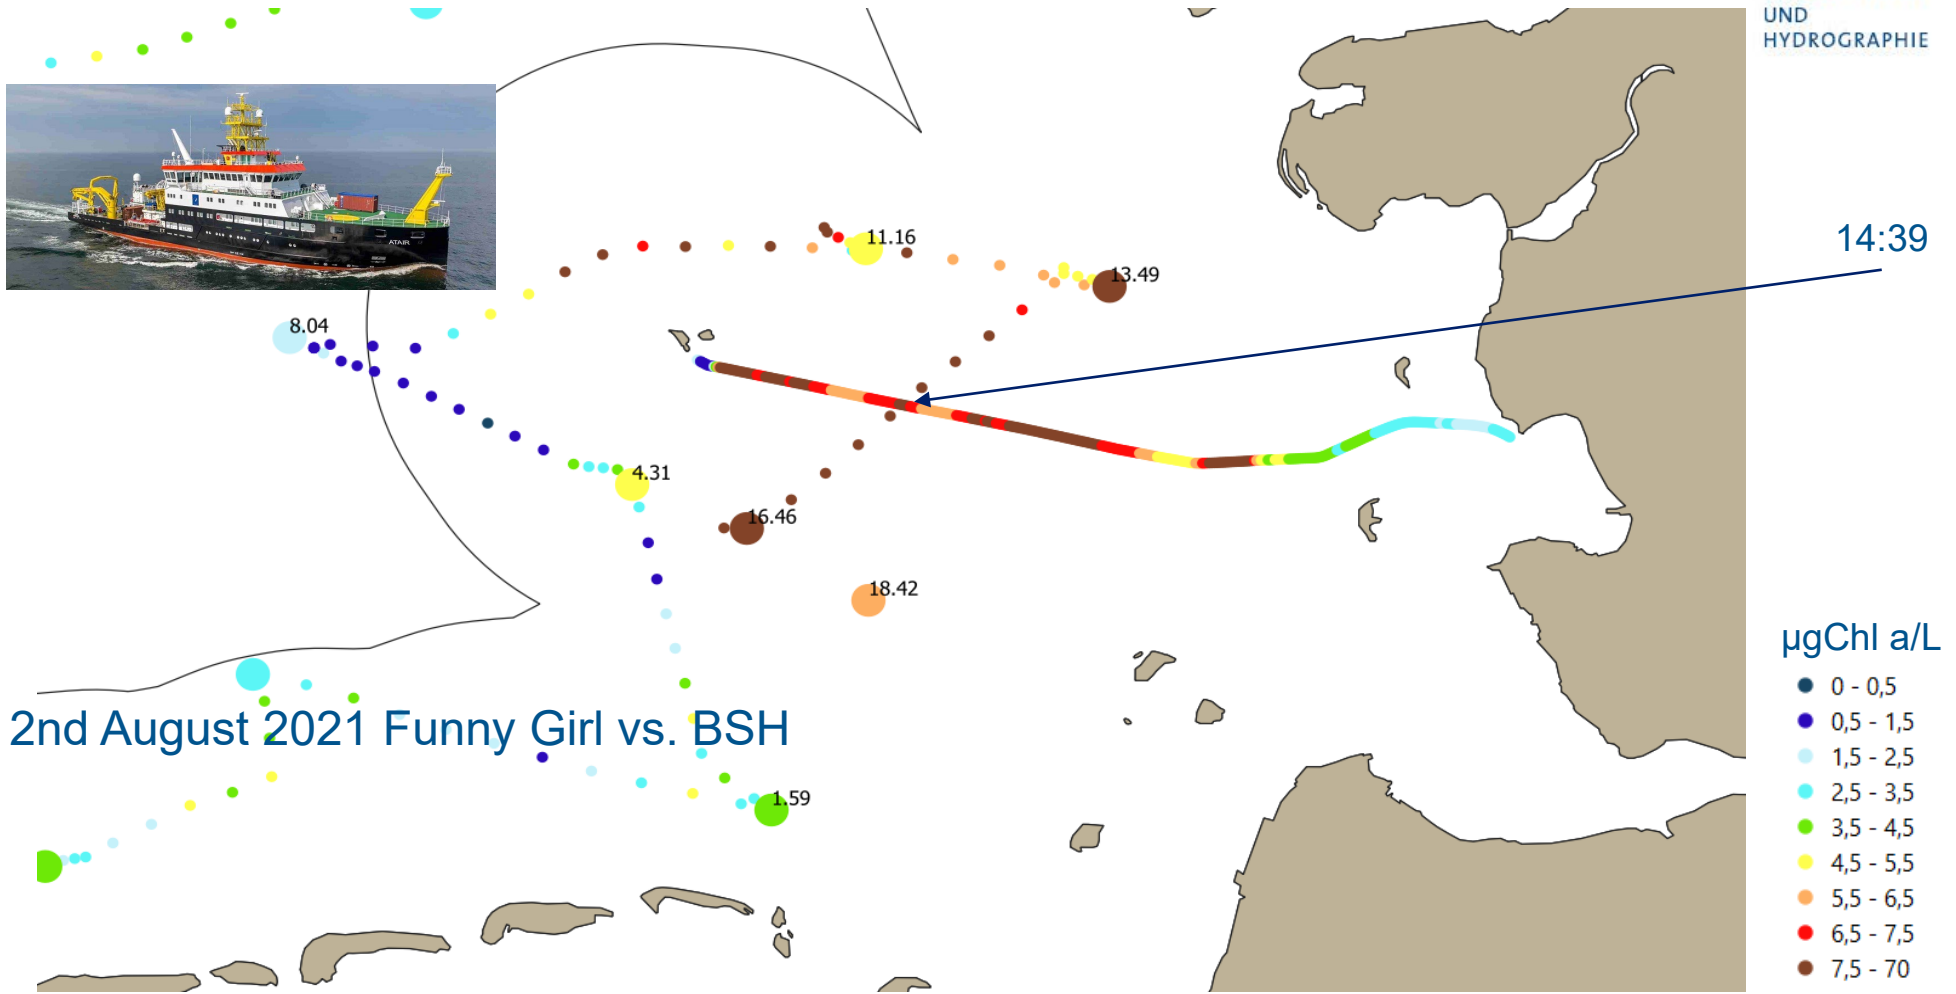 UND
HYDROGRAPHIE
ATAIR
14:39
11.16
13.49
8.04
4.31
16.46
18.42
µgChl a/L
0 - 0,5
0,5 - 1,5
1,5 - 2,5
2,5 - 3,5
3,5 - 4,5
4,5 - 5,5
5,5 - 6,5
6,5 - 7,5
7,5 - 70
2nd August 2021 Funny Girl vs. BSH
1.59